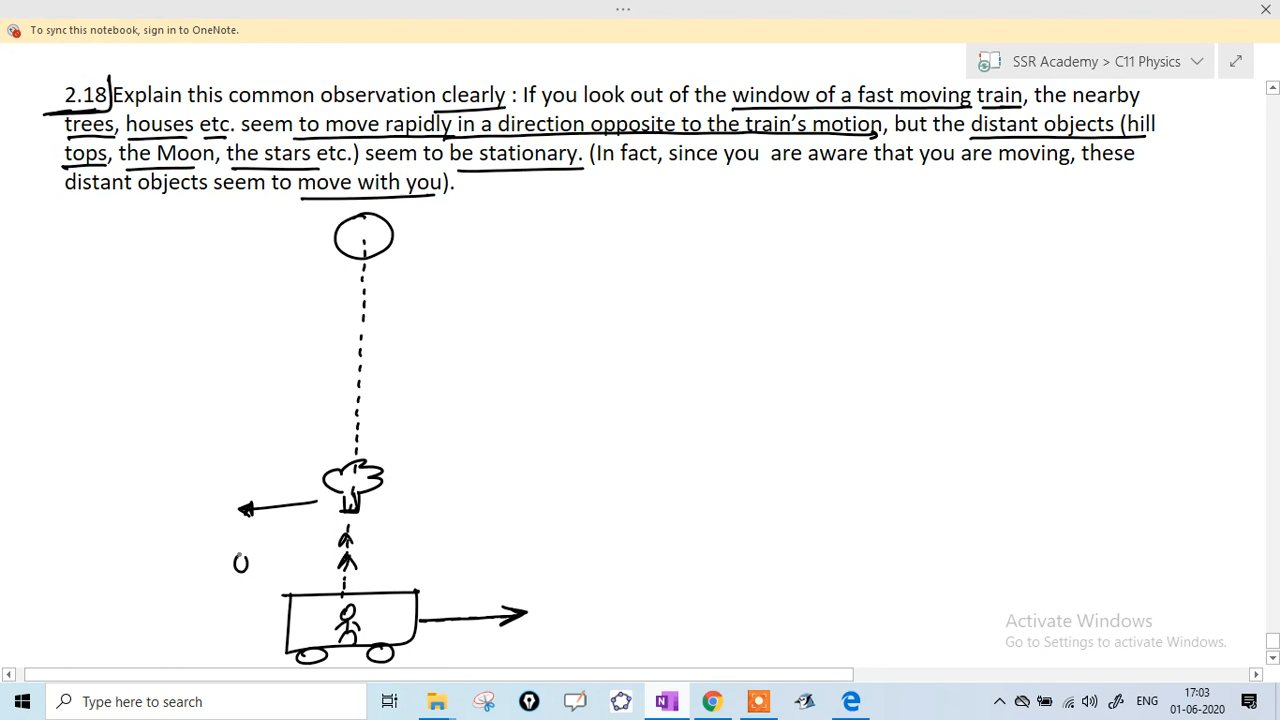 ...
To sync this notebook, sign in to OneNote.
SSR Academy > C11 Physics
2.18) Explain this common observation clearly : If you look out of the window of a fast moving train, the nearby
trees, houses etc. seem to move rapidly in a direction opposite to the train's motion, but the distant objects (hill
tops, the Moon, the stars etc.) seem to be stationary. (In fact, since you are aware that you are moving, these
distant objects seem to move with you).
Activate Windows
Go to Settings to activate Windows.
Type here to search
ENG
17:03
01-06-2020